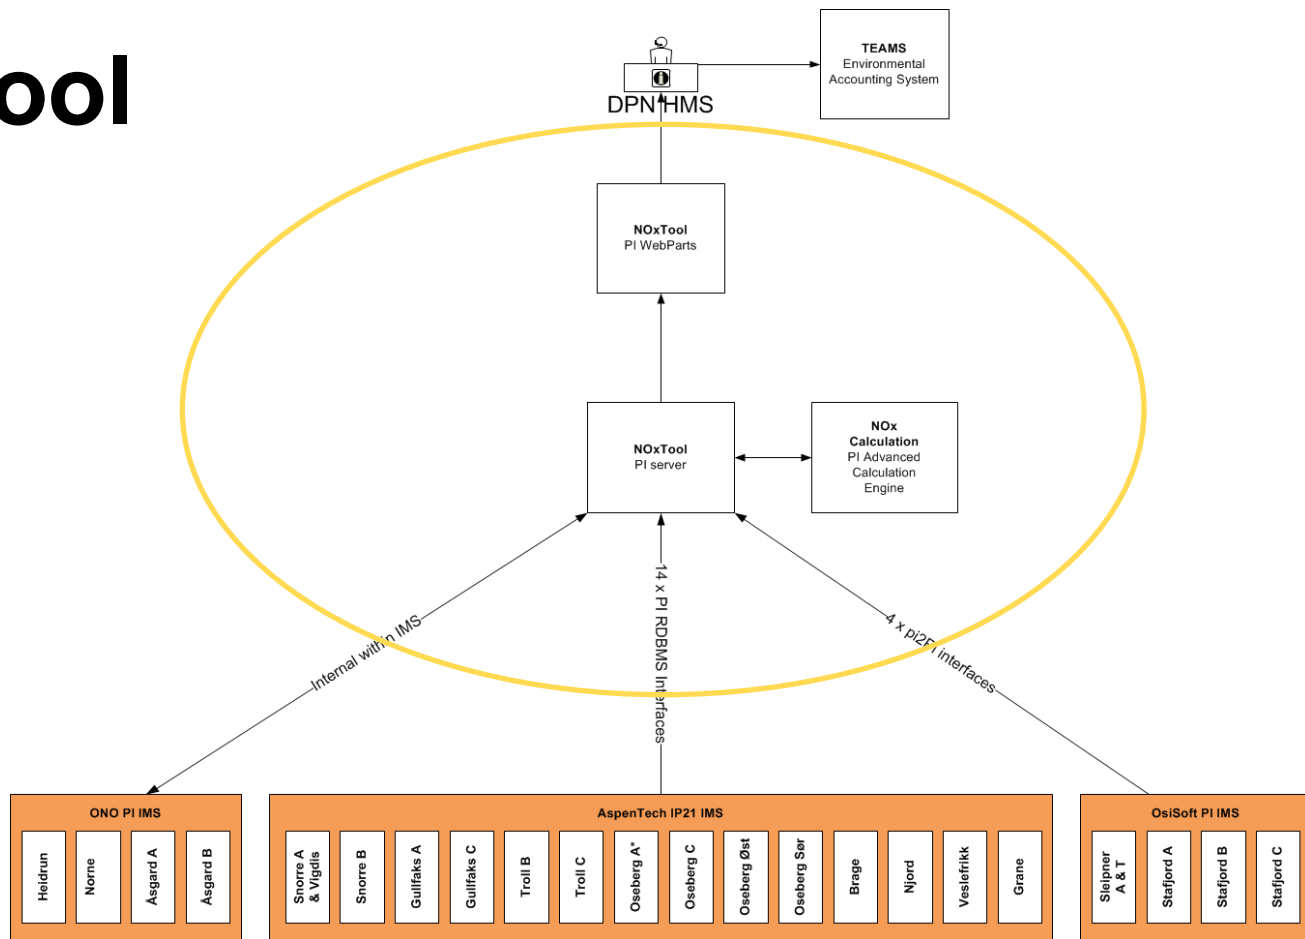 ool
TEAMS
Environmental
Accounting System
DPN HMS
NOxTool
PI WebParts
NOxTool
PI server
NOx
Calculation
PI Advanced
Calculation
Engine
Internal within IMS
14 x PI RDBMS Interfaces
4 x pi2PI interfaces
ONO PI IMS
Heidrun
Norne
Åsgard A
Åsgard B
AspenTech IP21 IMS
Snorre A
& Vigdis
Snorre B
Gullfaks A
Gullfaks C
Troll B
Troll C
Oseberg A*
Oseberg C
Oseberg Øst
Oseberg Sør
Brage
Njord
Veslefrikk
Grane
OsiSoft PI IMS
Sleipner
A & T
Stafjord A
Stafjord B
Stafjord C